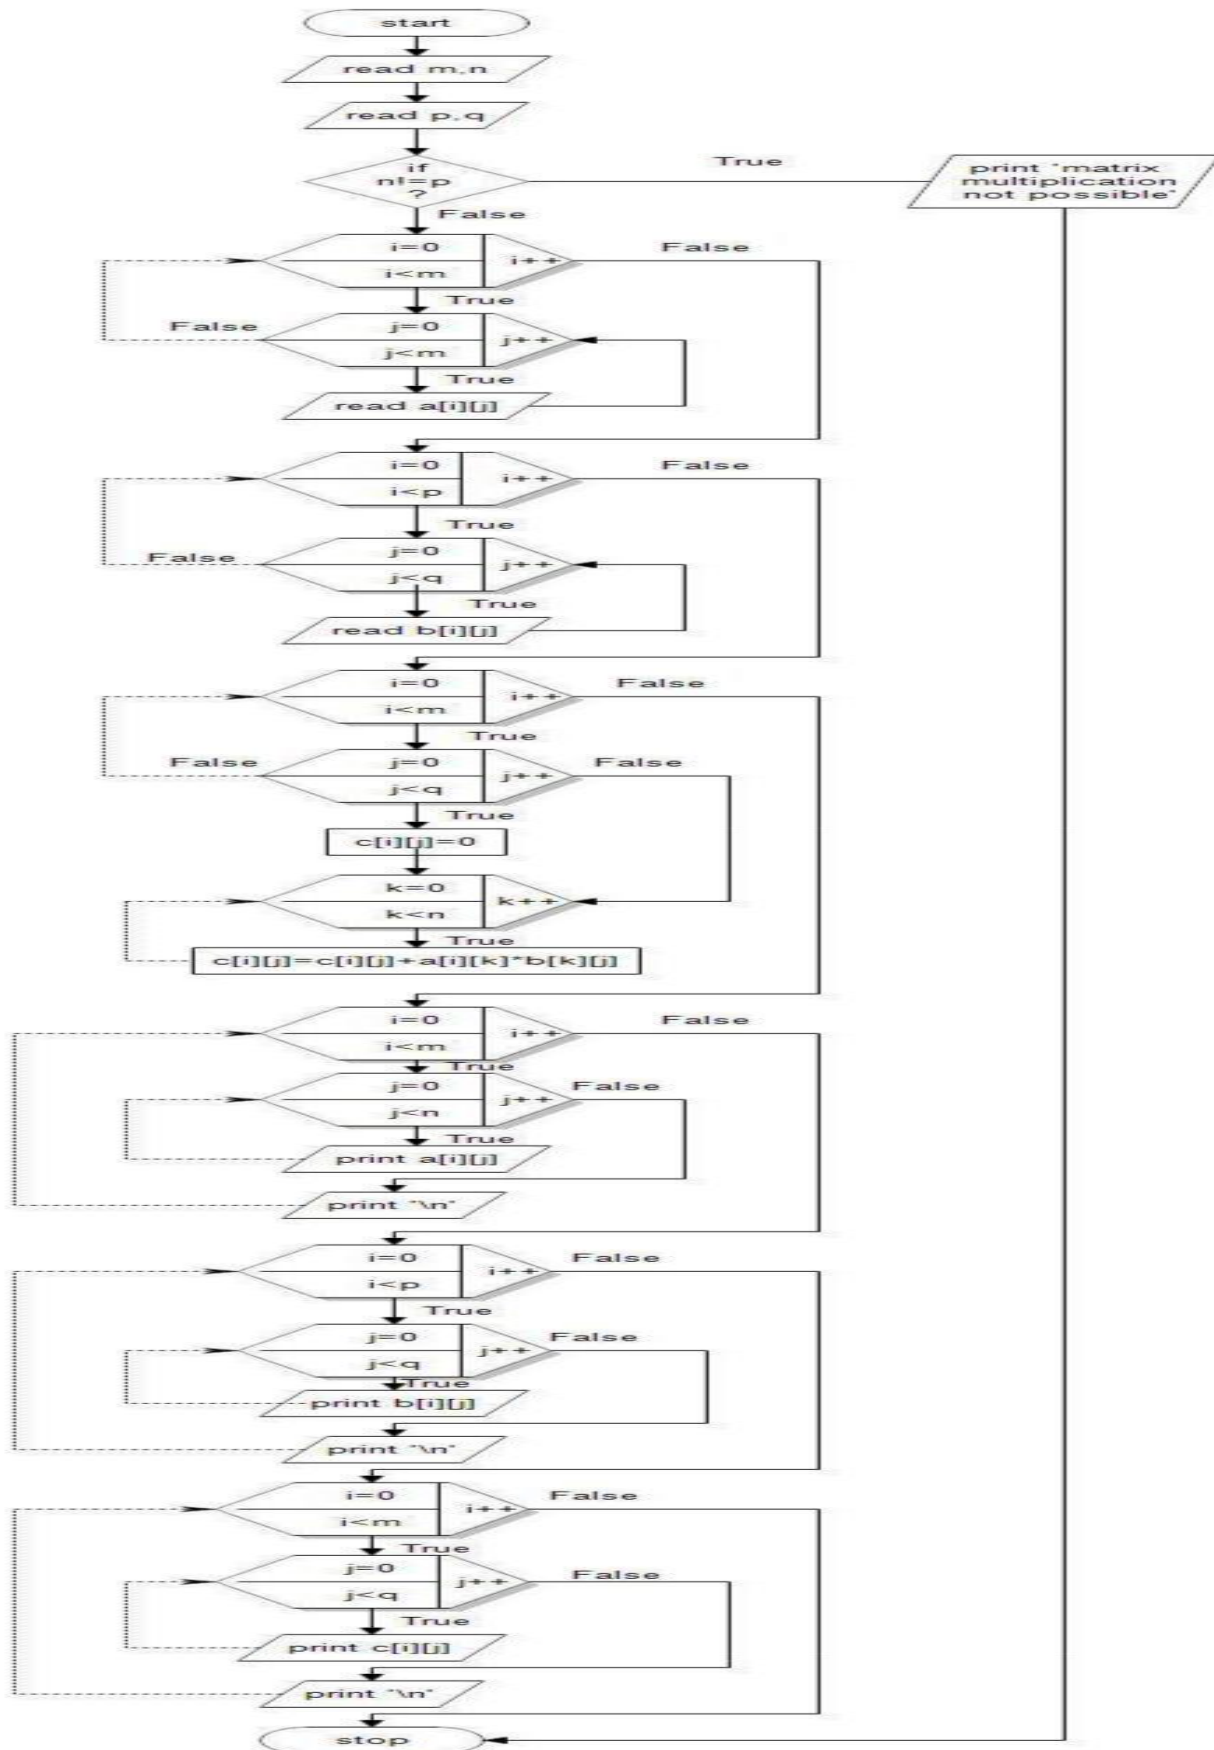 start
read m,n
read p,q
if
n!=p
?
True
print "matrix
multiplication
not possible"
False
i=0
i<m
i++
False
True
j=0
j<m
j++
False
True
read a[i][j]
i=0
i<p
i++
False
True
j=0
j<q
j++
False
True
read b[i][j]
i=0
i<m
i++
False
True
j=0
j<q
j++
False
False
True
c[i][j]=0
k=0
k<n
k++
True
c[i][j]=c[i][j]+a[i][k]*b[k][j]
i=0
i<m
i++
False
True
j=0
j<n
j++
False
True
print a[i][j]
print "\n"
i=0
i<p
i++
False
True
j=0
j<q
j++
False
True
print b[i][j]
print "\n"
i=0
i<m
i++
False
True
j=0
j<q
j++
False
True
print c[i][j]
print "\n"
stop